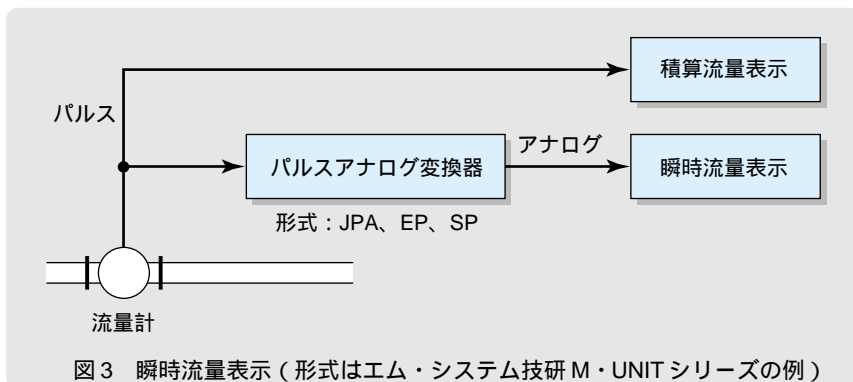 積算流量表示
パルス
アナログ
パルスアナログ変換器
瞬時流量表示
形式：JPA、EP、SP
流量計
図3 瞬時流量表示（形式はエム・システム技研 M・UNIT シリーズの例）